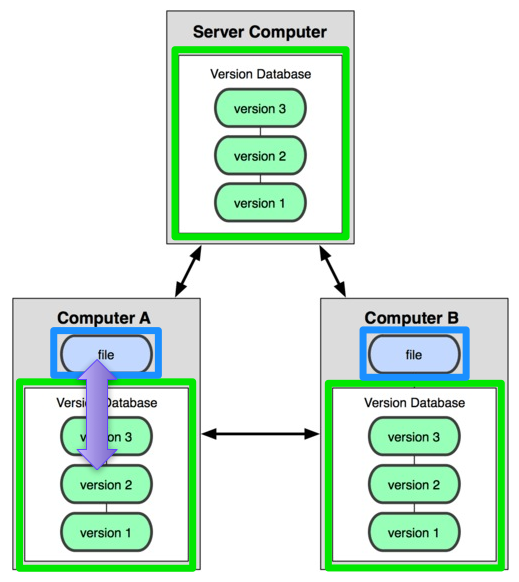 Server Computer
Version Database
version 3
version 2
version 1
Computer A
file
Version Database
version 3
version 2
version 1
Computer B
file
Version Database
version 3
version 2
version 1